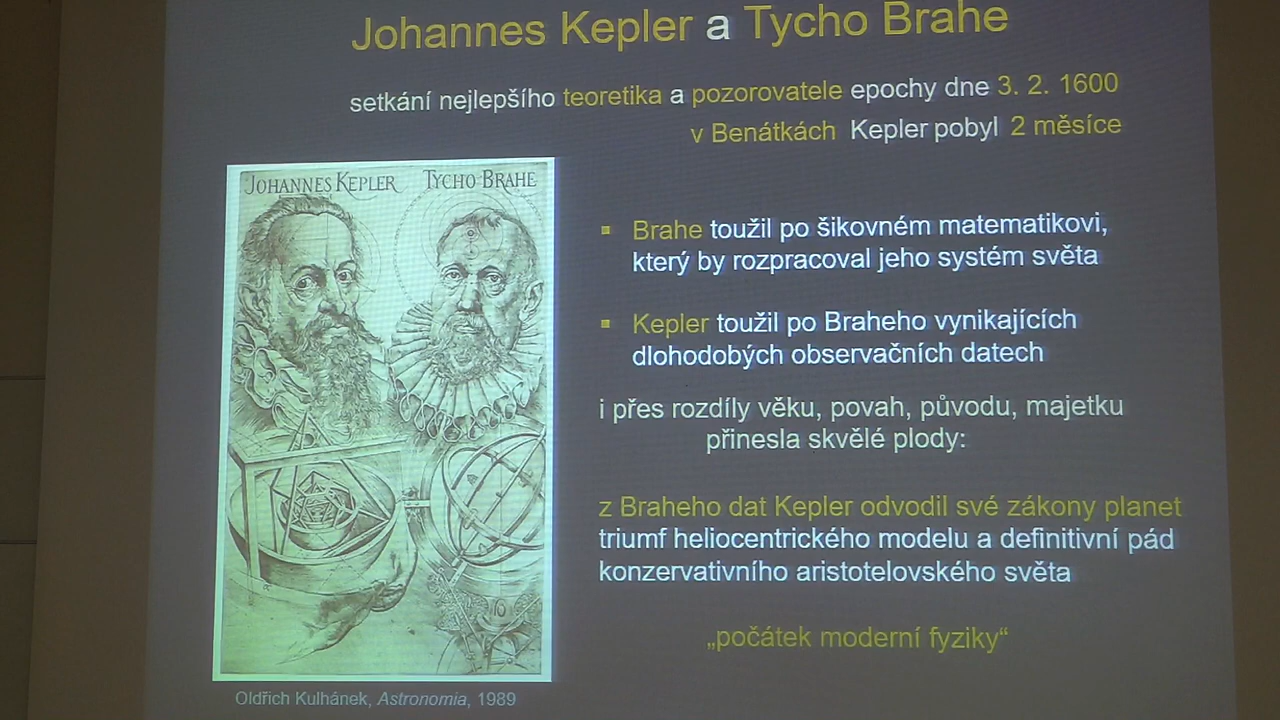 Johannes Kepler a Tycho Brahe
setkání nejlepšího teoretika a pozorovatele epochy dne 3. 2. 1600
v Benátkách Kepler pobyl 2 měsíce
JOHANNES KEPLER TYCHO BRAHE
Brahe toužil po šikovném matematikovi,
který by rozpracoval jeho systém světa
Kepler toužil po Braheho vynikajících
dlohodobých observačních datech
i přes rozdíly věku, povah, původu, majetku
přinesla skvělé plody:
z Braheho dat Kepler odvodil své zákony planet
triumf heliocentrického modelu a definitivní pád
konzervativního aristotelovského světa
„počátek moderní fyziky“
Oldřich Kulhánek, Astronomia, 1989